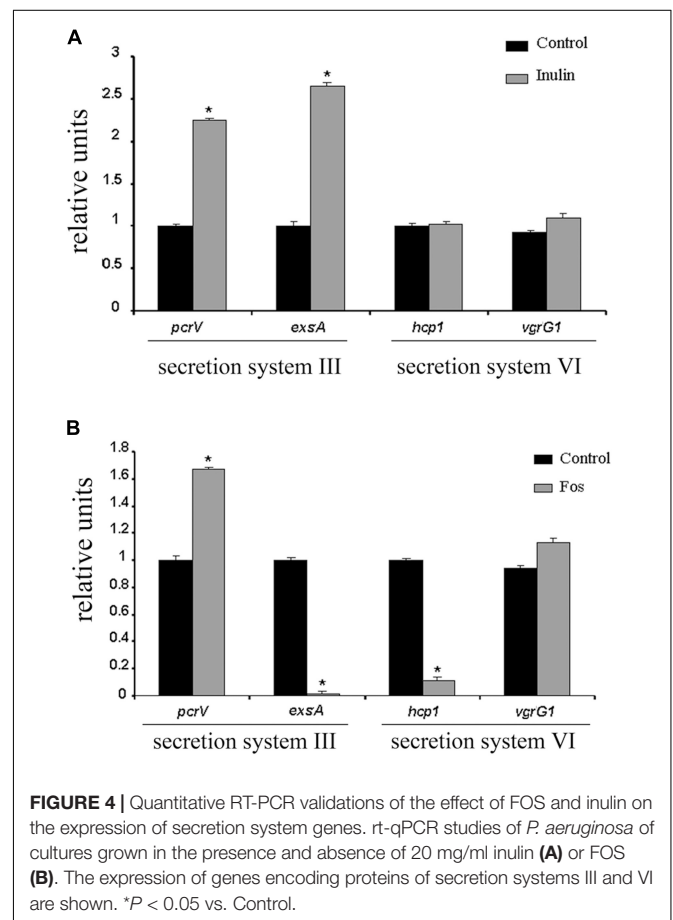 A
Control
Inulin
relative units
3
2.5
2
1.5
1
0.5
0
*
*
pcrV exsA hcp1 vgrG1
secretion system III secretion system VI
B
Control
Fos
relative units
1.8
1.6
1.4
1.2
1
0.8
0.6
0.4
0.2
0
*
*
*
pcrV exsA hcp1 vgrG1
secretion system III secretion system VI
FIGURE 4 | Quantitative RT-PCR validations of the effect of FOS and inulin on
the expression of secretion system genes. rt-qPCR studies of P. aeruginosa of
cultures grown in the presence and absence of 20 mg/ml inulin (A) or FOS
(B). The expression of genes encoding proteins of secretion systems III and VI
are shown. *P < 0.05 vs. Control.